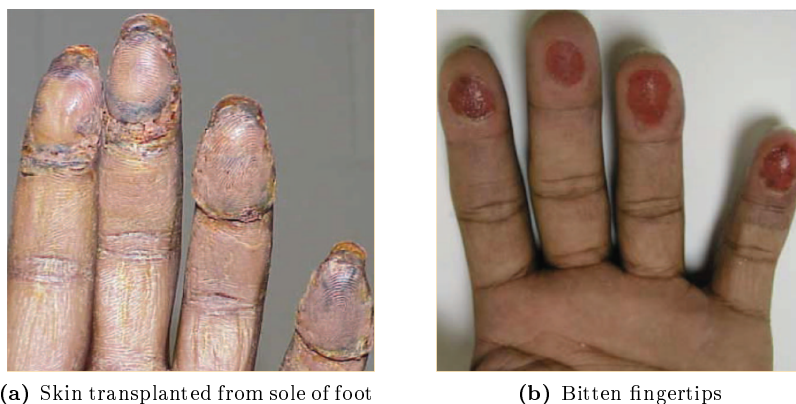 (a) Skin transplanted from sole of foot
(b) Bitten fingertips